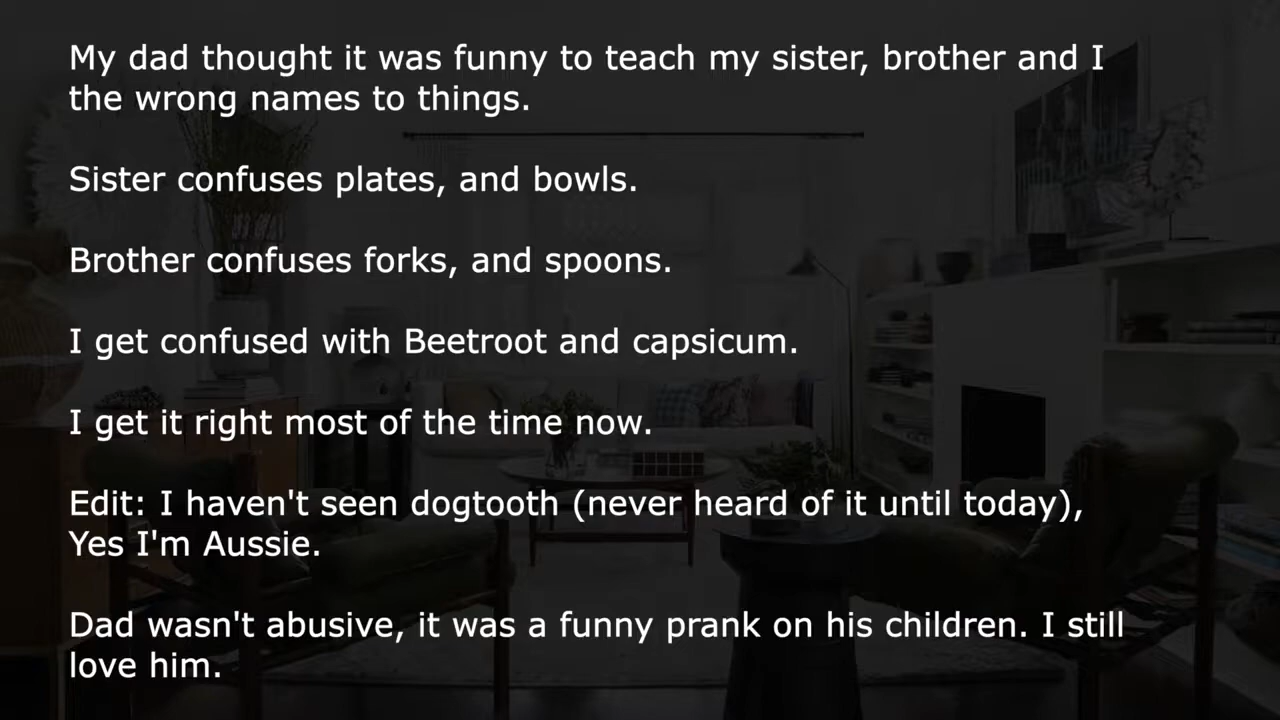 My dad thought it was funny to teach my sister, brother and I
the wrong names to things.
Sister confuses plates, and bowls.
Brother confuses forks, and spoons.
I get confused with Beetroot and capsicum.
I get it right most of the time now.
Edit: I haven't seen dogtooth (never heard of it until today),
Yes I'm Aussie.
Dad wasn't abusive, it was a funny prank on his children. I still
love him.